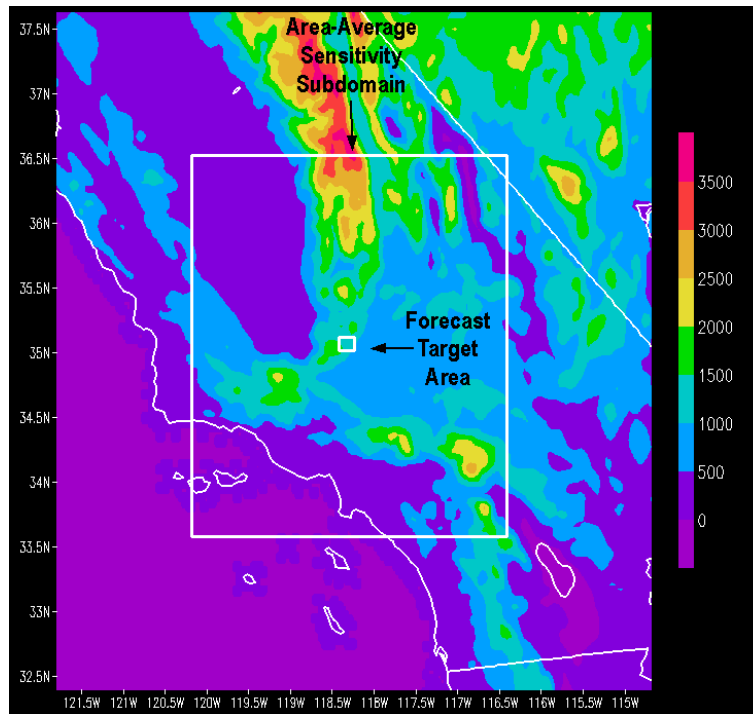 Area-Average
Sensitivity
Subdomain
Forecast
Target
Area
37.5N
37N
36.5N
36N
35.5N
35N
34.5N
34N
33.5N
33N
32.5N
121.5W 121W 120.5W 120W 119.5W 119W 118.5W 118W 117.5W 117W 116.5W 116W 115.5W 115W
3500
3000
2500
2000
1500
1000
500
0